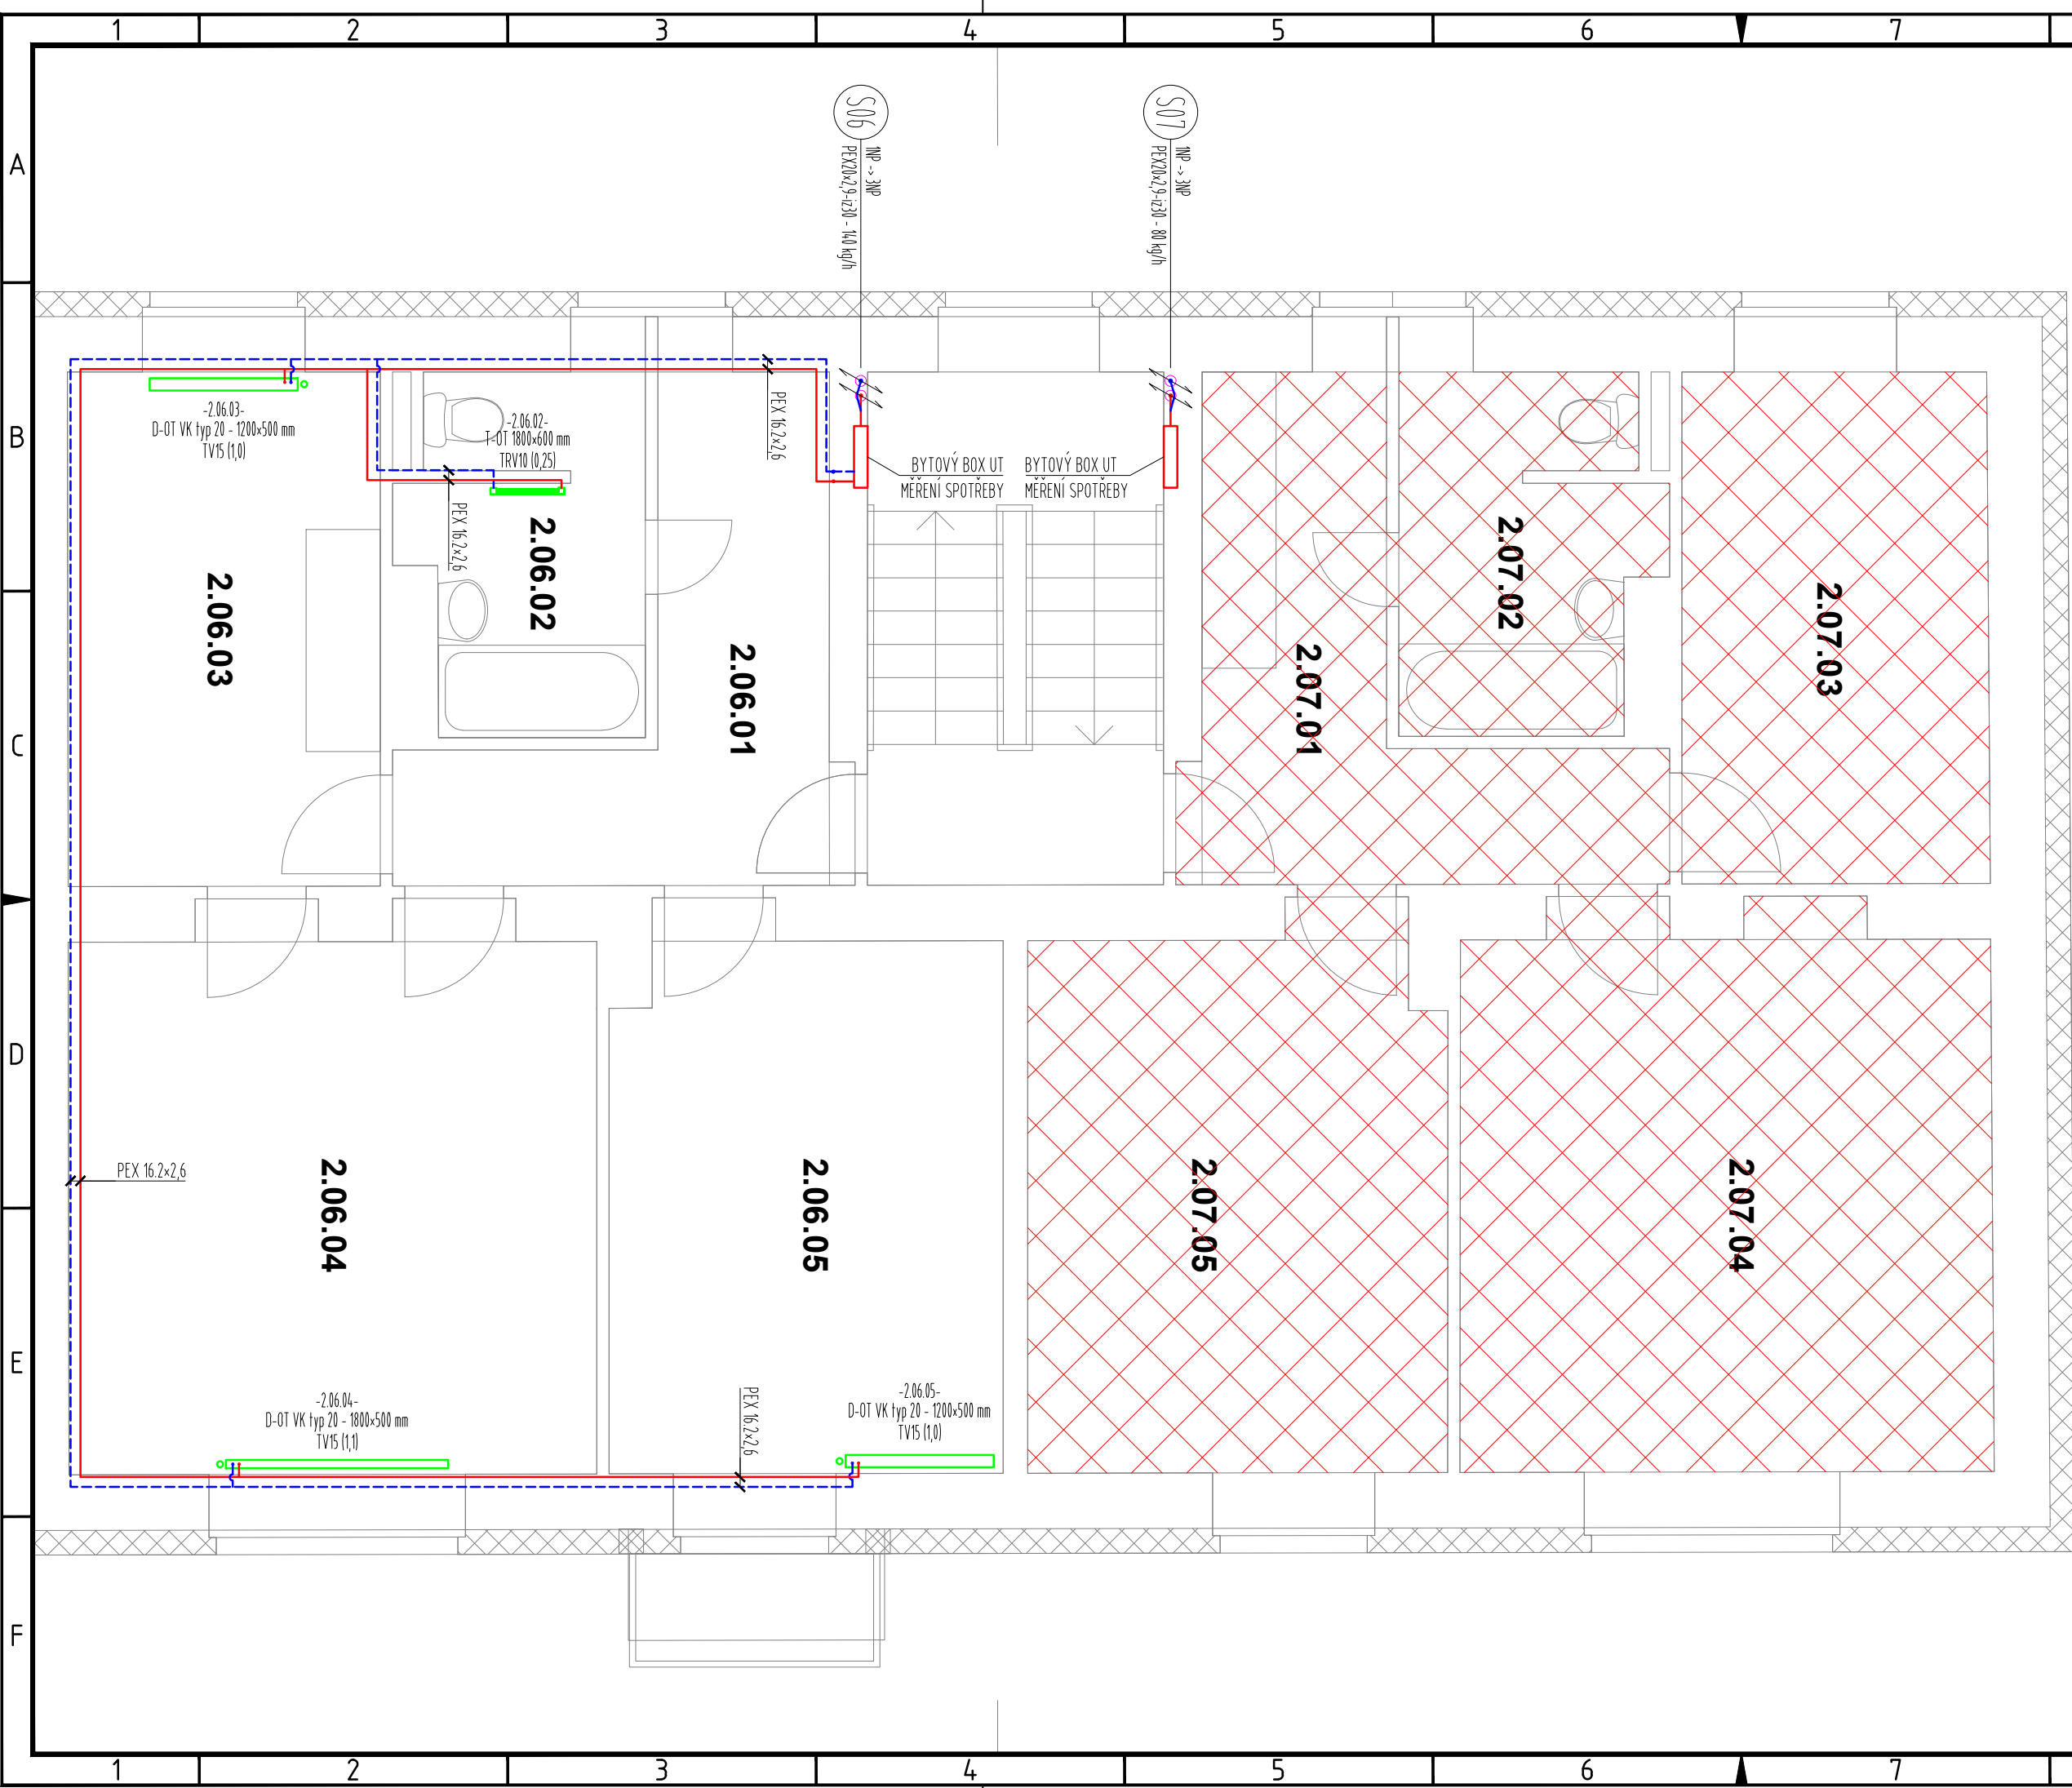 1 2 3 4 5 6 7
A
B
C
D
E
F
S06
1NP -> 3NP
PEX20x2,9-iz30 - 140 kg/h
S07
1NP -> 3NP
PEX20x2,9-iz30 - 80 kg/h
-2.06.03-
D-OT VK typ 20 - 1200x500 mm
TV15 (1,0)
-2.06.02-
T-OT 1800x600 mm
TRV10 (0,25)
PEX 16.2x2,6
PEX 16.2x2,6
BYTOVÝ BOX UT
MĚŘENÍ SPOTŘEBY
BYTOVÝ BOX UT
MĚŘENÍ SPOTŘEBY
2.06.03
2.06.02
2.06.01
2.07.01
2.07.02
2.07.03
PEX 16.2x2,6
2.06.04
2.06.05
2.07.05
2.07.04
-2.06.04-
D-OT VK typ 20 - 1800x500 mm
TV15 (1,1)
PEX 16.2x2,6
-2.06.05-
D-OT VK typ 20 - 1200x500 mm
TV15 (1,0)
1 2 3 4 5 6 7